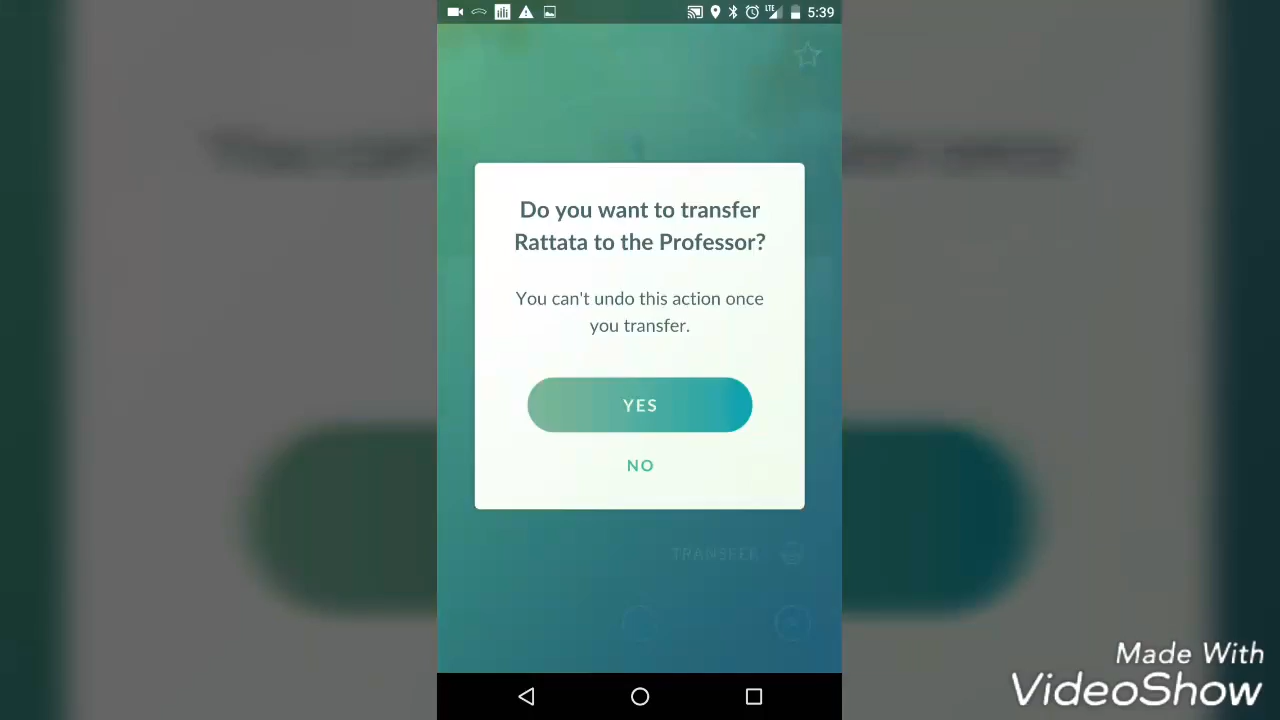 LTE 5:39
Do you want to transfer
Rattata to the Professor?
You can't undo this action once
you transfer.
YES
NO
TRANSFER
Made With
VideoShow